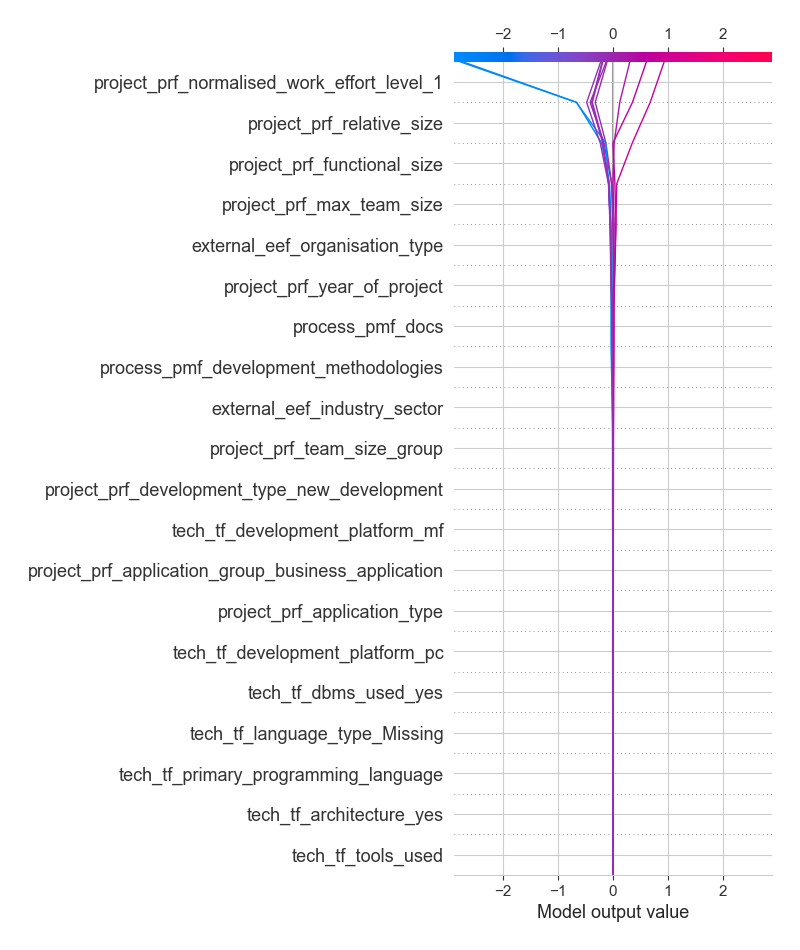 −2 −1 0 1 2
project_prf_normalised_work_effort_level_1
project_prf_relative_size
project_prf_functional_size
project_prf_max_team_size
external_eef_organisation_type
project_prf_year_of_project
process_pmf_docs
process_pmf_development_methodologies
external_eef_industry_sector
project_prf_team_size_group
project_prf_development_type_new_development
tech_tf_development_platform_mf
project_prf_application_group_business_application
project_prf_application_type
tech_tf_development_platform_pc
tech_tf_dbms_used_yes
tech_tf_language_type_Missing
tech_tf_primary_programming_language
tech_tf_architecture_yes
tech_tf_tools_used
−2 −1 0 1 2
Model output value